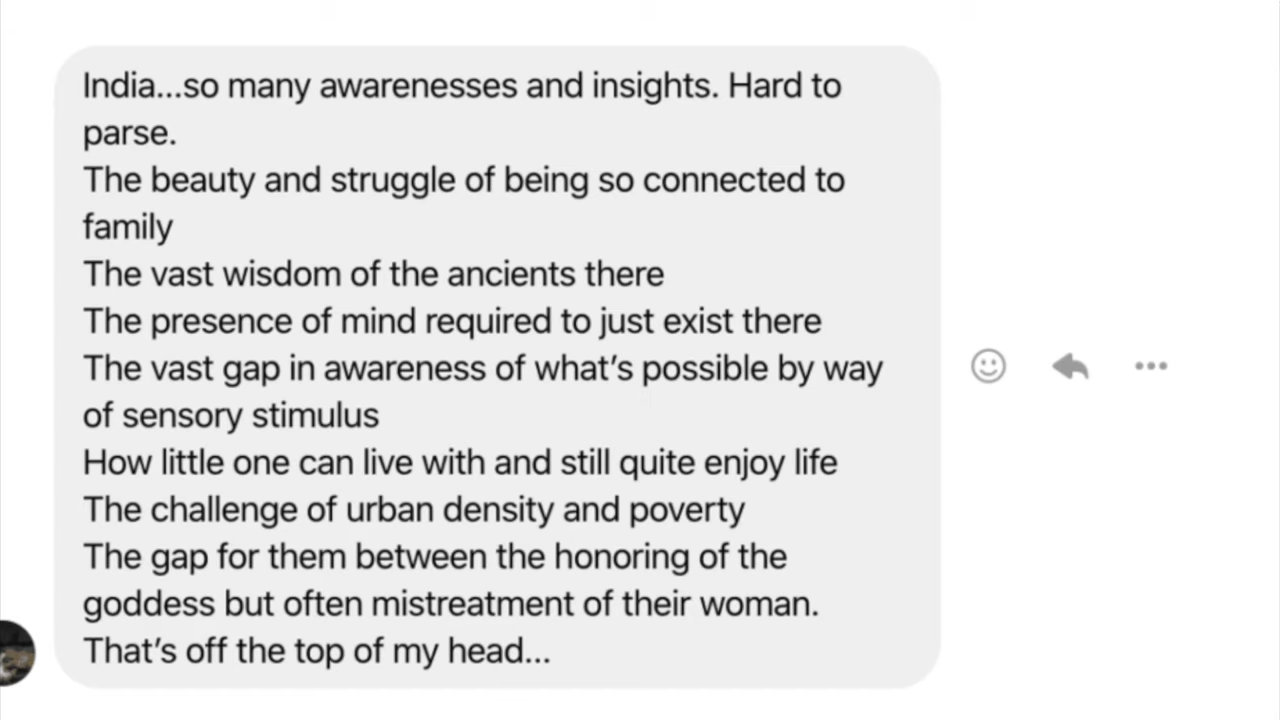 India...so many awarenesses and insights. Hard to
parse.
The beauty and struggle of being so connected to
family
The vast wisdom of the ancients there
The presence of mind required to just exist there
The vast gap in awareness of what's possible by way
of sensory stimulus
How little one can live with and still quite enjoy life
The challenge of urban density and poverty
The gap for them between the honoring of the
goddess but often mistreatment of their woman.
That's off the top of my head...